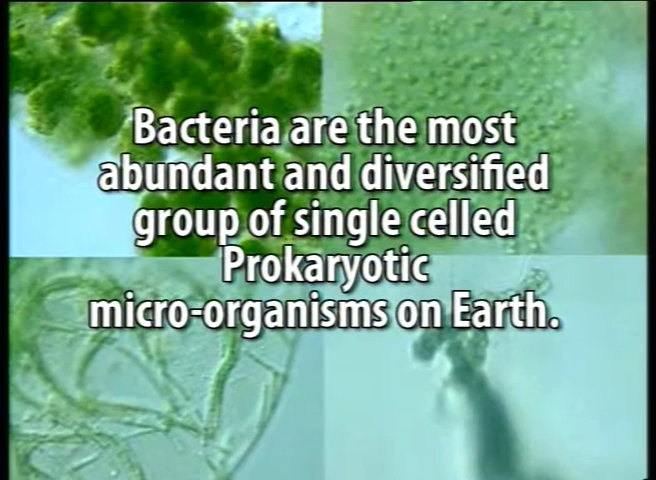 Bacteria are the most
abundant and diversified
group of single celled
Prokaryotic
micro-organisms on Earth.